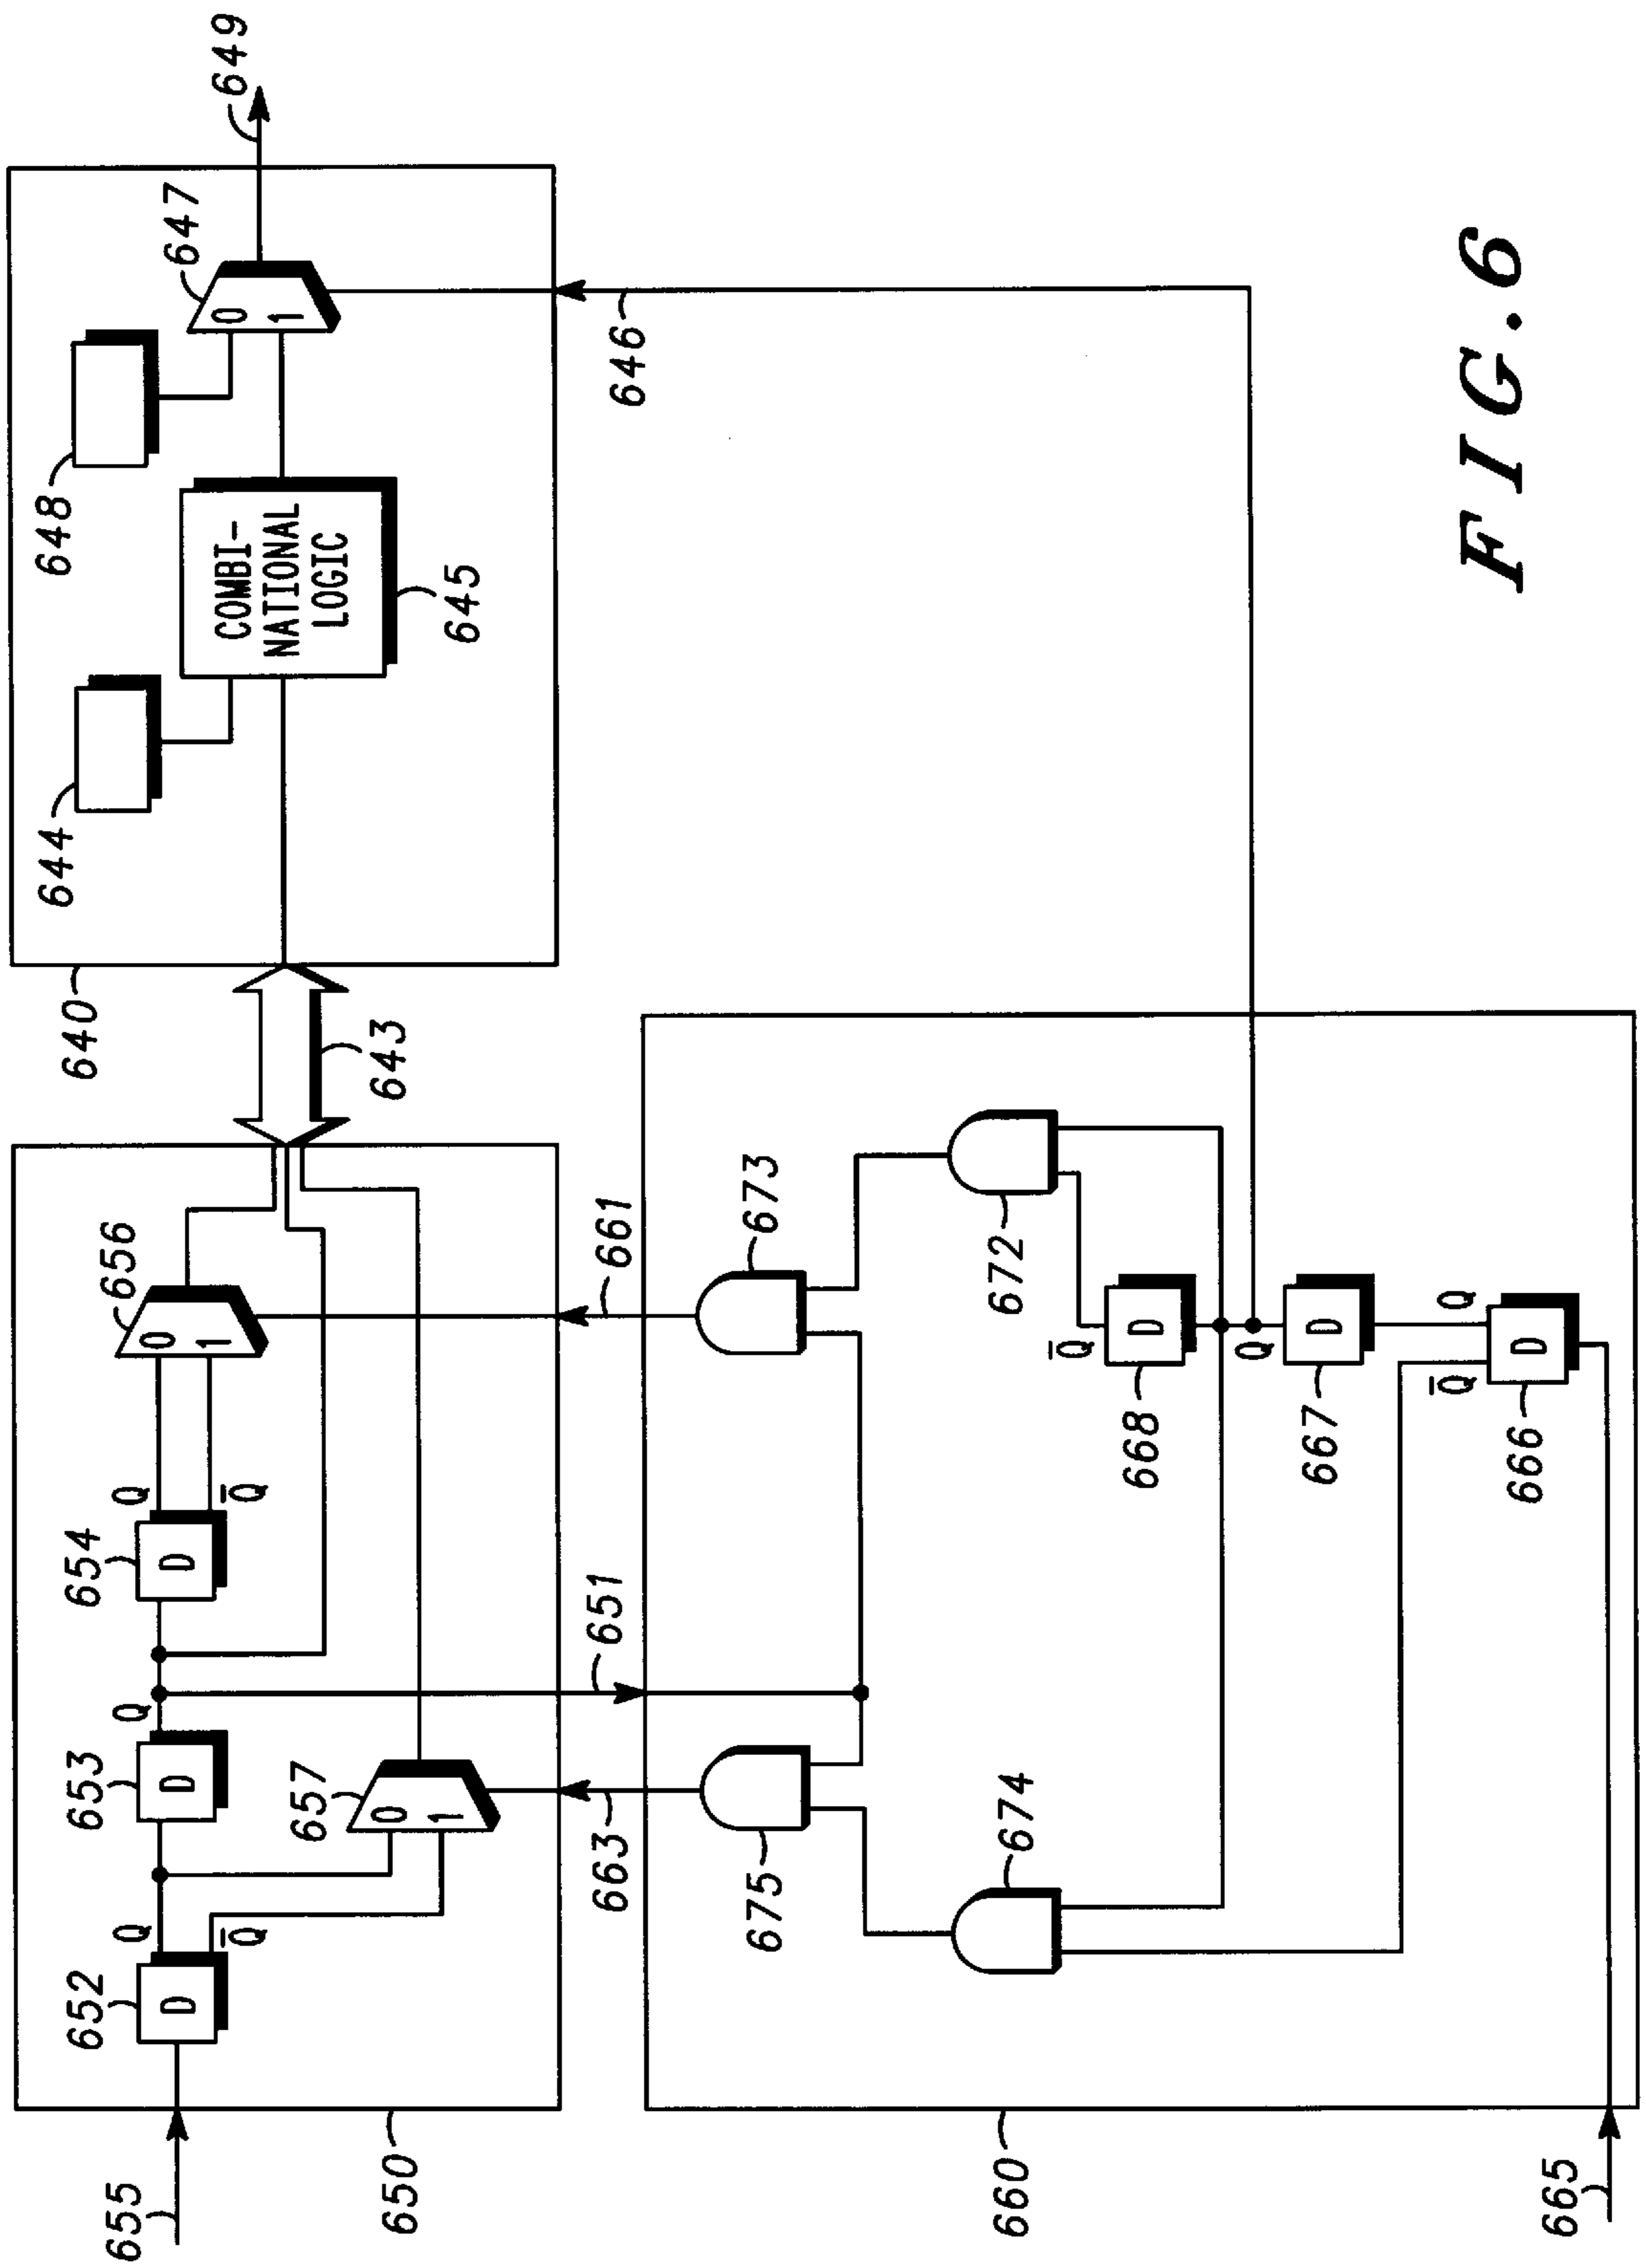 655
652
D
Q
Q̅
653
D
Q
654
D
Q
Q̅
656
0
1
657
0
1
650
640
643
644
COMBI-
NATIONAL
LOGIC
645
648
647
0
1
649
646
651
661
663
675
673
674
672
668
D
Q̅
667
D
Q
666
D
Q
Q̅
660
665
FIG. 6